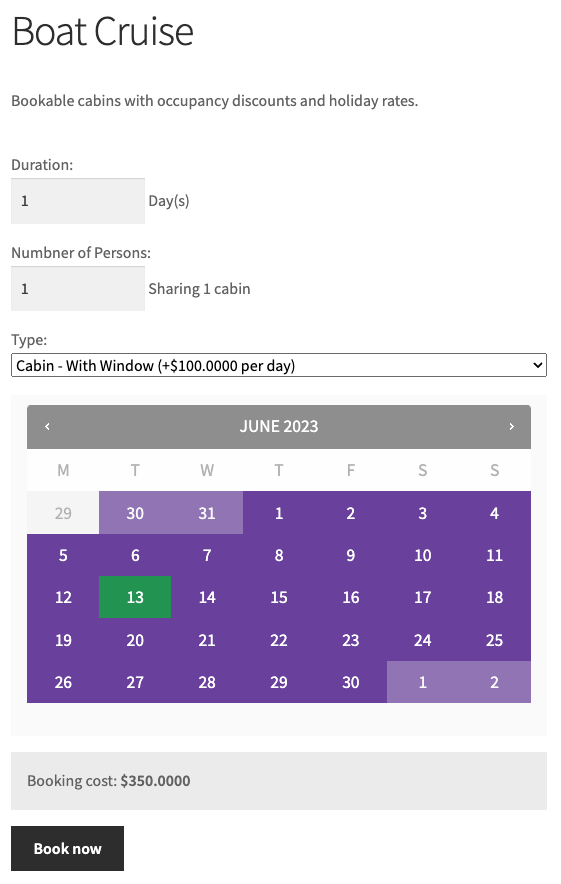 Boat Cruise
Bookable cabins with occupancy discounts and holiday rates.
Duration:
1 Day(s)
Numbner of Persons:
1 Sharing 1 cabin
Type:
Cabin - With Window (+$100.0000 per day)
‹ JUNE 2023 ›
M T W T F S S
29 30 31 1 2 3 4
5 6 7 8 9 10 11
12 13 14 15 16 17 18
19 20 21 22 23 24 25
26 27 28 29 30 1 2
Booking cost: $350.0000
Book now